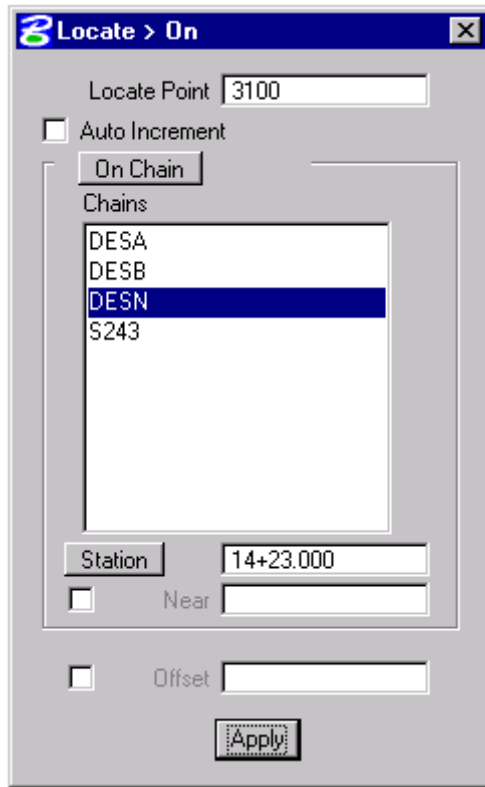 Locate > On
Locate Point 3100
Auto Increment
On Chain
Chains
DESA
DESB
DESN
S243
Station 14+23.000
Near
Offset
Apply